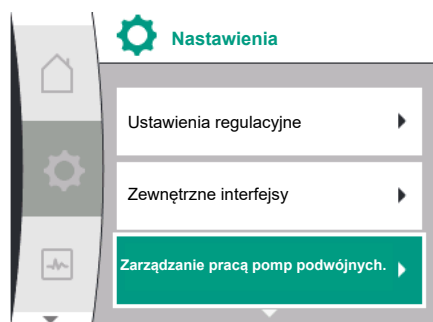 Nastawienia
Ustawienia regulacyjne
Zewnętrzne interfejsy
Zarządzanie pracą pomp podwójnych.